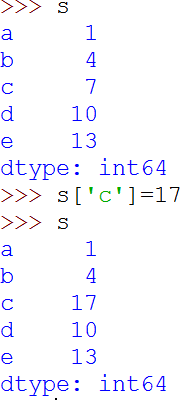 >>> s
a     1
b     4
c     7
d    10
e    13
dtype: int64
>>> s['c']=17
>>> s
a     1
b     4
c    17
d    10
e    13
dtype: int64